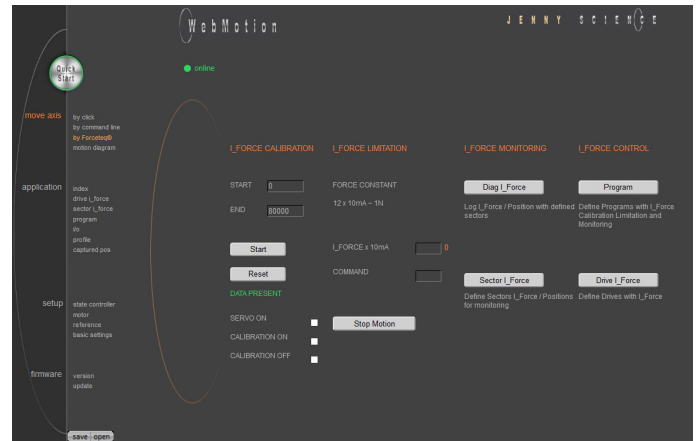 WebMotion
JENNY SCIENCE
Quick
Start
online
move axis
by click
by command line
by Forceteq®
motion diagram
application
index
drive i_force
sector i_force
program
i/o
profile
captured pos
setup
state controller
motor
reference
basic settings
firmware
version
update
save open
I_FORCE CALIBRATION
START 0
END 80000
Start
Reset
DATA PRESENT
SERVO ON
CALIBRATION ON
CALIBRATION OFF
I_FORCE LIMITATION
FORCE CONSTANT
12 x 10mA ~ 1N
I_FORCE x 10mA 0
COMMAND
Stop Motion
I_FORCE MONITORING
Diag I_Force
Log I_Force / Position with defined
sectors
Sector I_Force
Define Sectors I_Force / Positions
for monitoring
I_FORCE CONTROL
Program
Define Programs with I_Force
Calibration Limitation and
Monitoring
Drive I_Force
Define Drives with I_Force